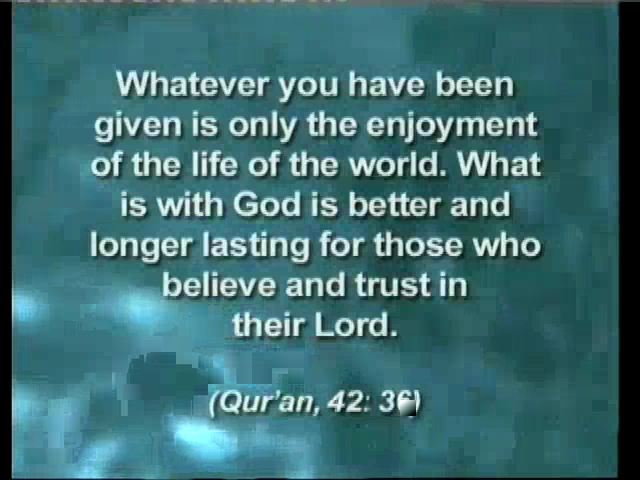 Whatever you have been
given is only the enjoyment
of the life of the world. What
is with God is better and
longer lasting for those who
believe and trust in
their Lord.
(Qur'an, 42: 36)